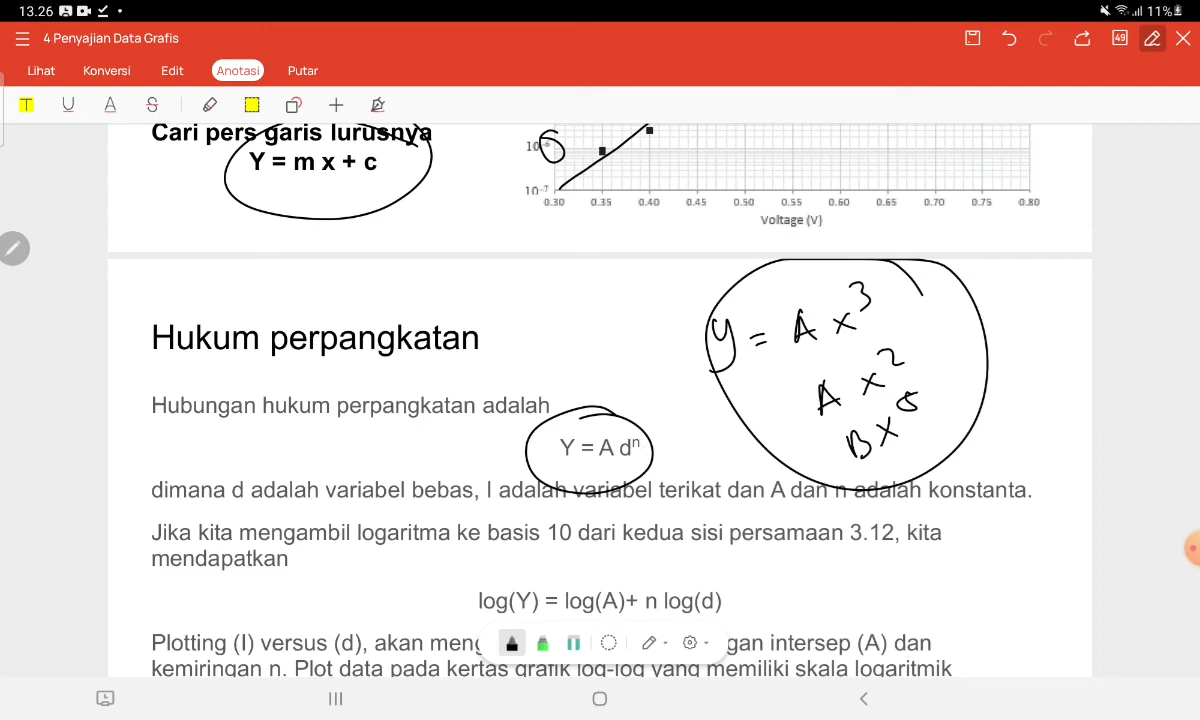 13.26
11%
4 Penyajian Data Grafis
49
Lihat Konversi Edit Anotasi Putar
T U A S
Cari pers garis lurusnya
Y = m x + c
10⁻⁶
10⁻⁷
0.30 0.35 0.40 0.45 0.50 0.55 0.60 0.65 0.70 0.75 0.80
Voltage (V)
y = A x³
A x²
B x⁵
Hukum perpangkatan
Hubungan hukum perpangkatan adalah
Y = A dⁿ
dimana d adalah variabel bebas, I adalah variabel terikat dan A dan n adalah konstanta.
Jika kita mengambil logaritma ke basis 10 dari kedua sisi persamaan 3.12, kita
mendapatkan
log(Y) = log(A)+ n log(d)
Plotting (I) versus (d), akan intersep (A) dan
kemiringan n. Plot data pada kertas grafik log-log yang memiliki skala logaritmik